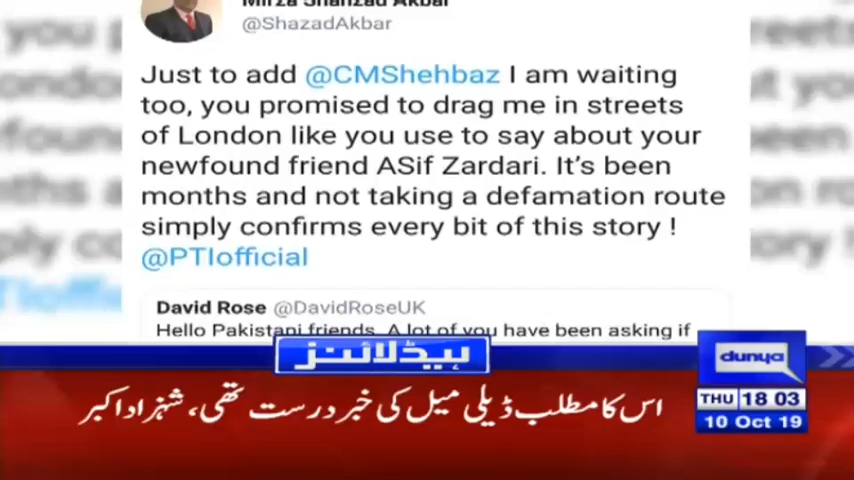 Mirza Shahzad Akbar
@ShazadAkbar
Just to add @CMShehbaz I am waiting
too, you promised to drag me in streets
of London like you use to say about your
newfound friend ASif Zardari. It's been
months and not taking a defamation route
simply confirms every bit of this story !
@PTIofficial
David Rose @DavidRoseUK
Hello Pakistani friends. A lot of you have been asking if
ہیڈلائنز
اس کا مطلب ڈیلی میل کی خبر درست تھی، شہزاد اکبر
dunya
THU 18 03
10 Oct 19